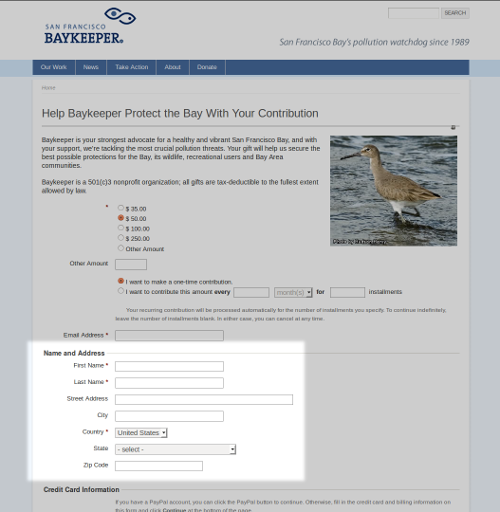 SAN FRANCISCO
BAYKEEPER®
SEARCH
San Francisco Bay's pollution watchdog since 1989
Our Work News Take Action About Donate
Home
Help Baykeeper Protect the Bay With Your Contribution
Baykeeper is your strongest advocate for a healthy and vibrant San Francisco Bay, and with
your support, we're tackling the most crucial pollution threats. Your gift will help us secure the
best possible protections for the Bay, its wildlife, recreational users and Bay Area
communities.
Baykeeper is a 501(c)3 nonprofit organization; all gifts are tax-deductible to the fullest extent
allowed by law.
Photo by
* $ 35.00
$ 50.00
$ 100.00
$ 250.00
Other Amount
Other Amount
I want to make a one-time contribution.
I want to contribute this amount every month(s) for installments
Your recurring contribution will be processed automatically for the number of installments you specify. To continue indefinitely,
leave the number of installments blank. In either case, you can cancel at any time.
Email Address *
Name and Address
First Name *
Last Name *
Street Address
City
Country * United States
State - select -
Zip Code
Credit Card Information
If you have a PayPal account, you can click the PayPal button to continue. Otherwise, fill in the credit card and billing information on
this form and click Continue at the bottom of the page.